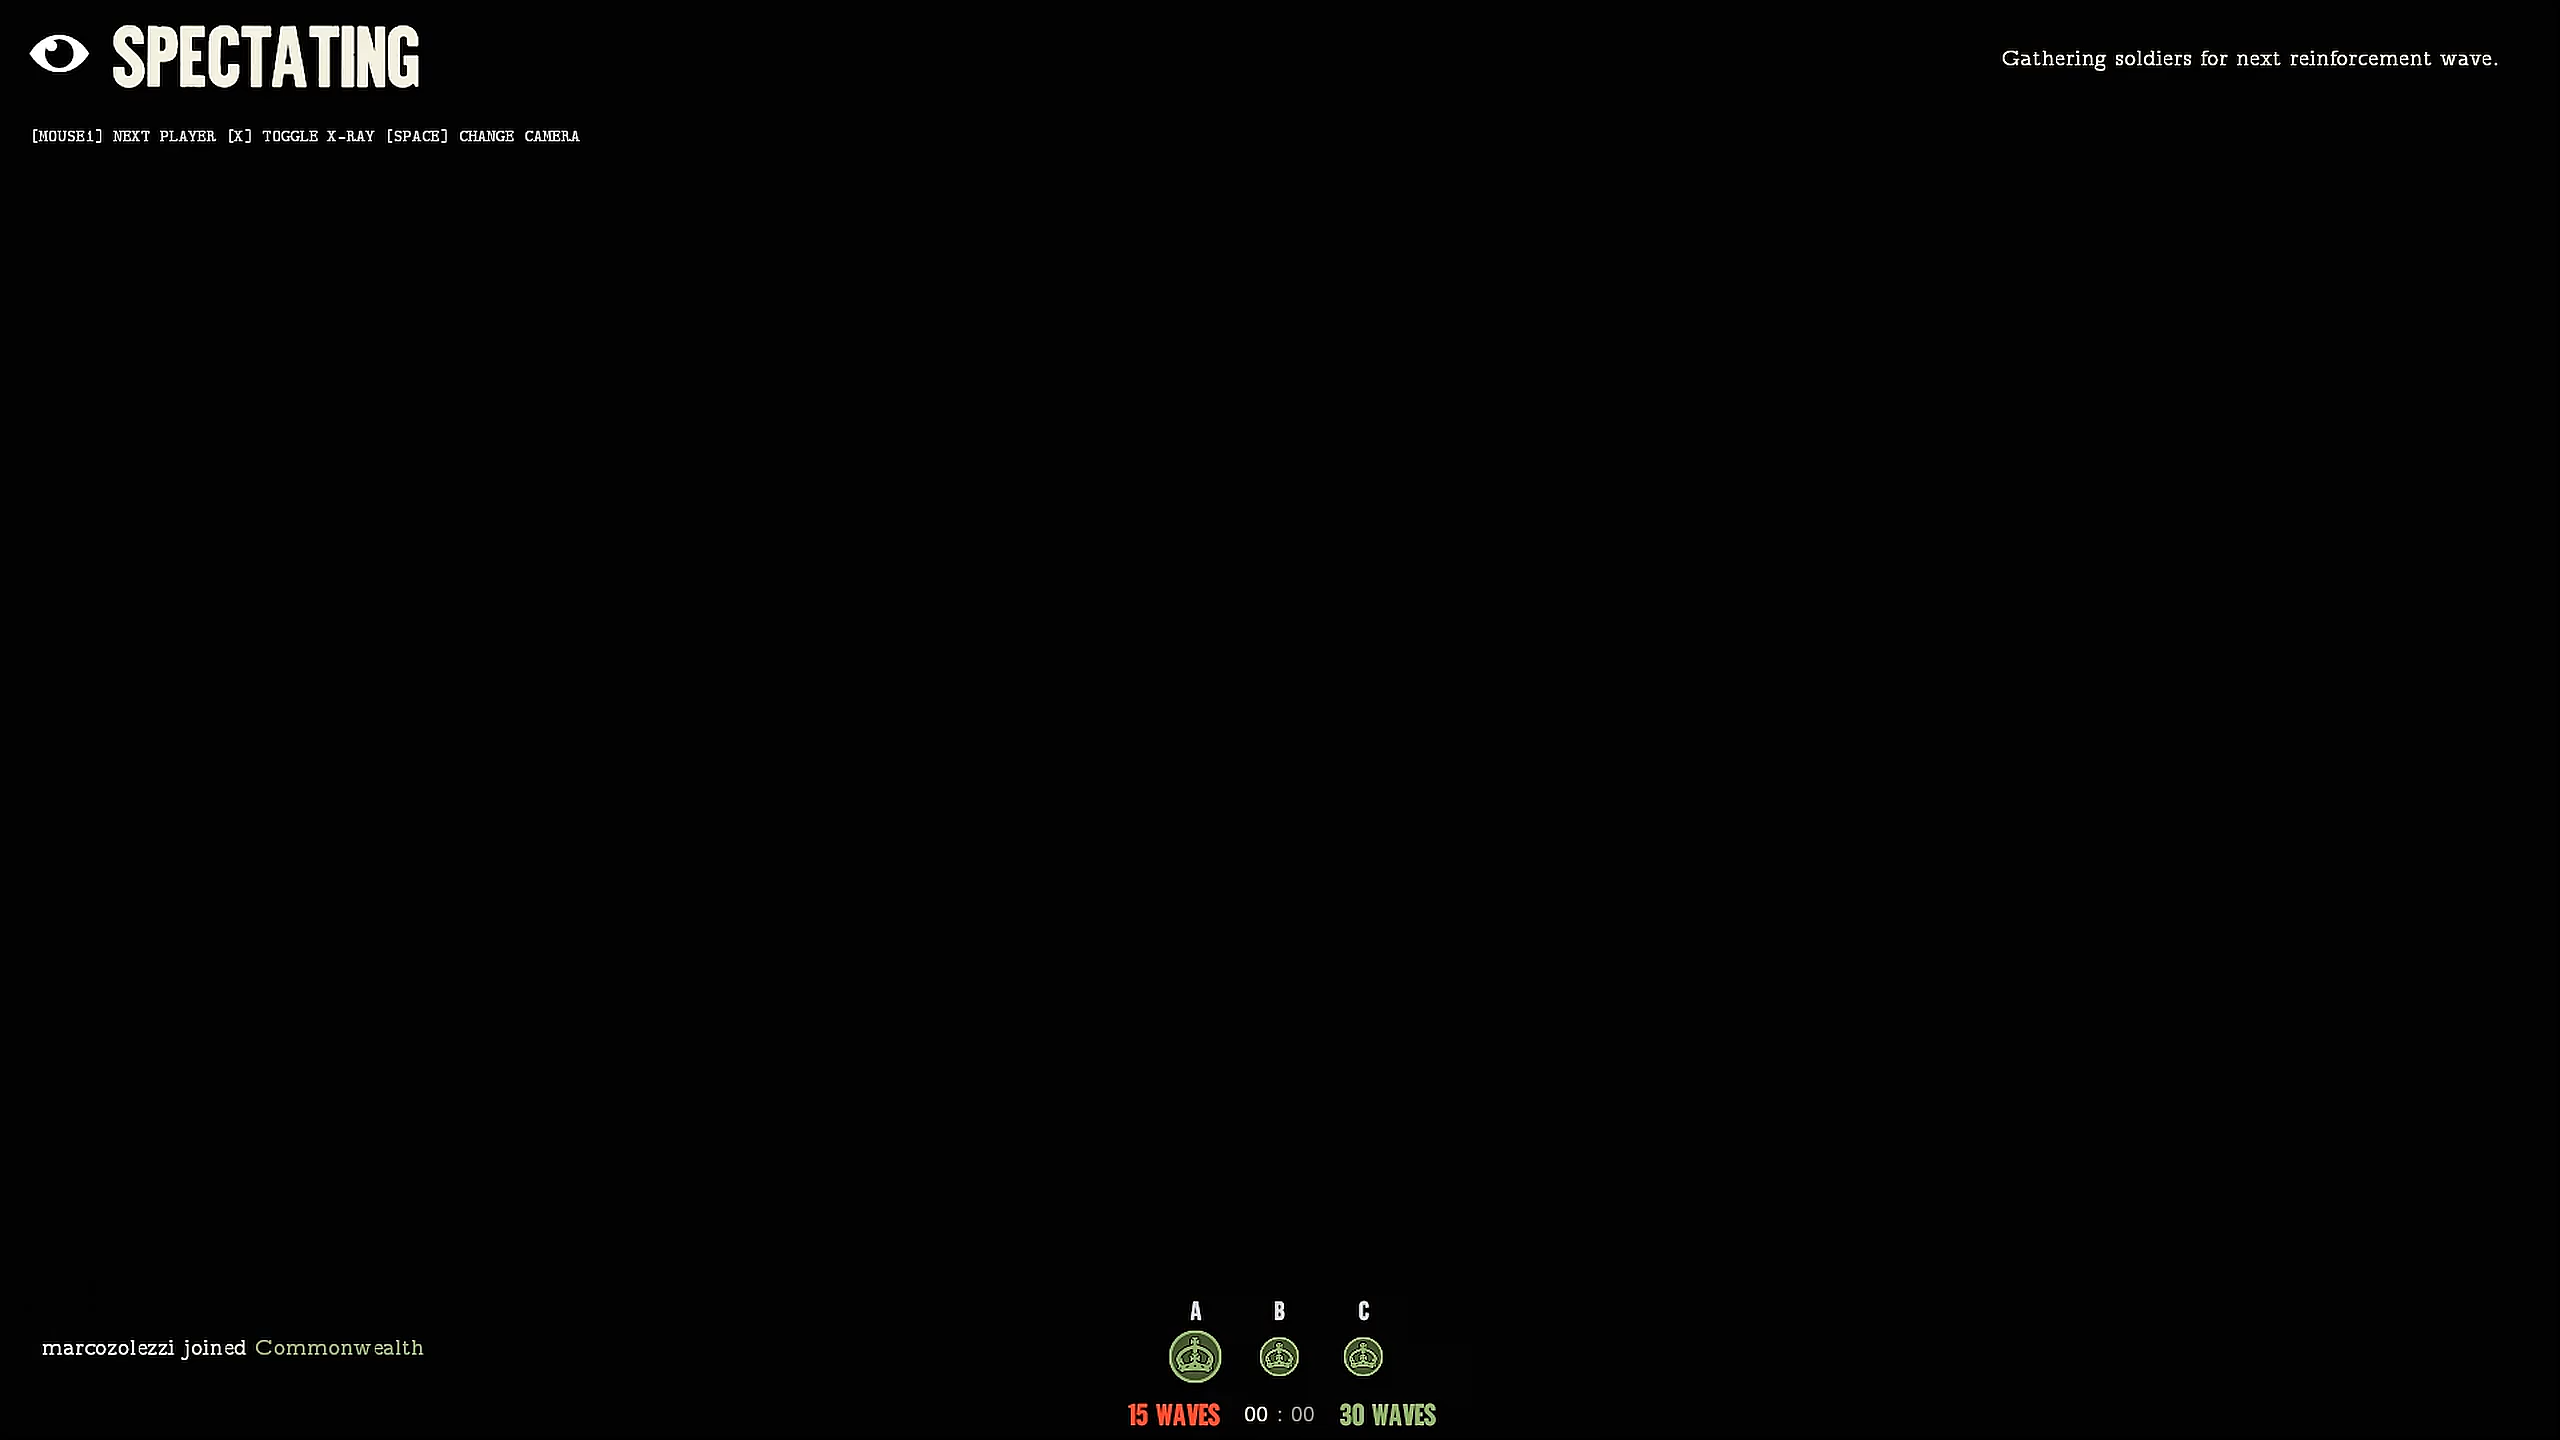 SPECTATING
Gathering soldiers for next reinforcement wave.
[MOUSE1] NEXT PLAYER [X] TOGGLE X-RAY [SPACE] CHANGE CAMERA
A B C
marcozolezzi joined Commonwealth
15 WAVES 00 : 00 30 WAVES